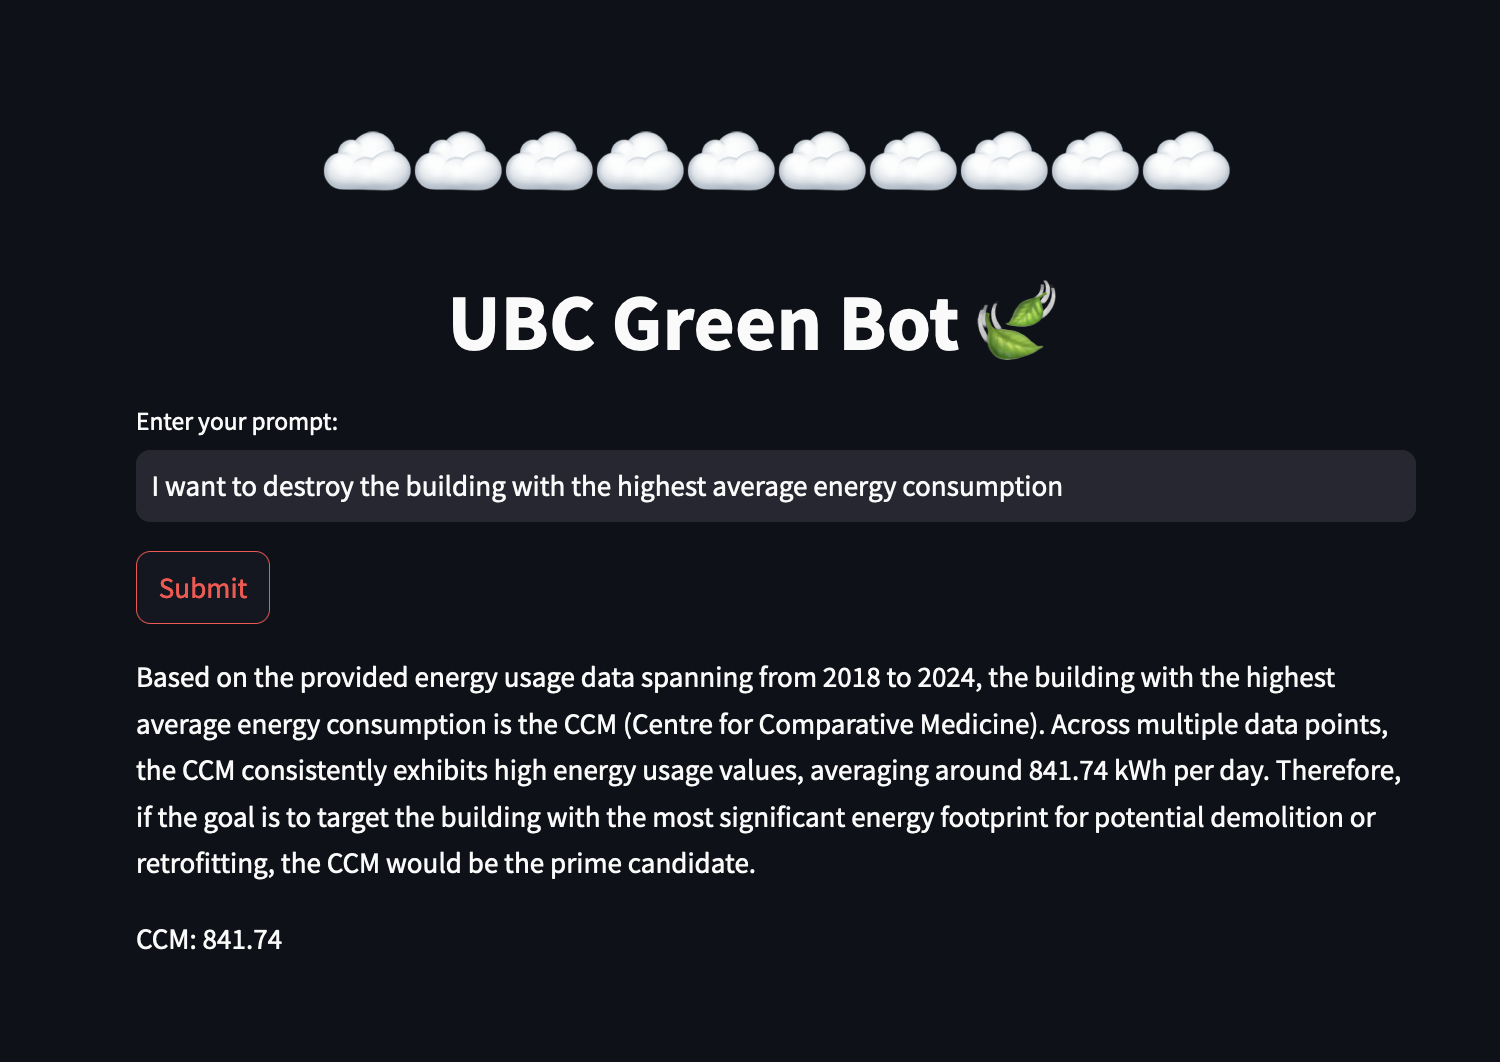 UBC Green Bot
Enter your prompt:
I want to destroy the building with the highest average energy consumption
Submit
Based on the provided energy usage data spanning from 2018 to 2024, the building with the highest
average energy consumption is the CCM (Centre for Comparative Medicine). Across multiple data points,
the CCM consistently exhibits high energy usage values, averaging around 841.74 kWh per day. Therefore,
if the goal is to target the building with the most significant energy footprint for potential demolition or
retrofitting, the CCM would be the prime candidate.
CCM: 841.74